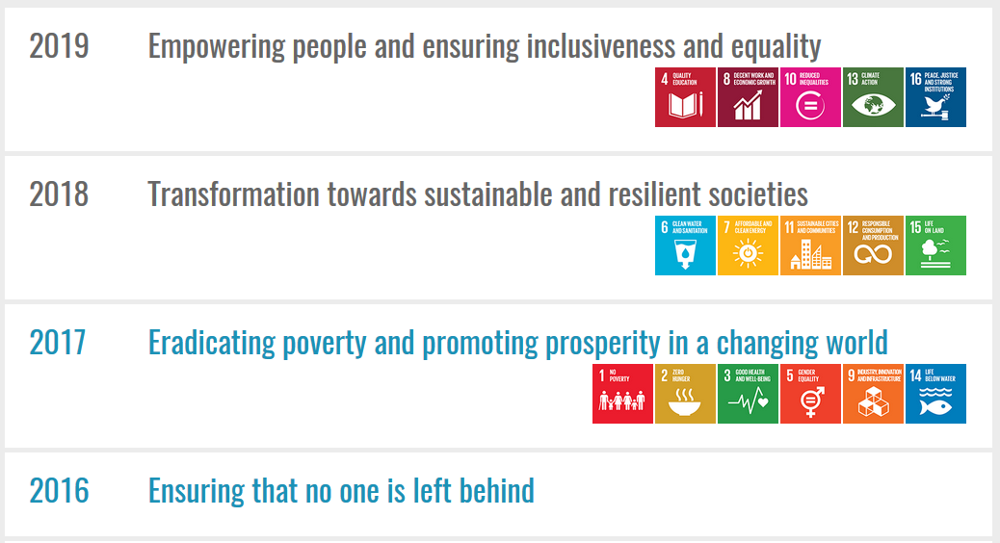 2019 Empowering people and ensuring inclusiveness and equality
4 QUALITY
EDUCATION
8 DECENT WORK AND
ECONOMIC GROWTH
10 REDUCED
INEQUALITIES
13 CLIMATE
ACTION
16 PEACE, JUSTICE
AND STRONG
INSTITUTIONS
2018 Transformation towards sustainable and resilient societies
6 CLEAN WATER
AND SANITATION
7 AFFORDABLE AND
CLEAN ENERGY
11 SUSTAINABLE CITIES
AND COMMUNITIES
12 RESPONSIBLE
CONSUMPTION
AND PRODUCTION
15 LIFE
ON LAND
2017 Eradicating poverty and promoting prosperity in a changing world
1 NO
POVERTY
2 ZERO
HUNGER
3 GOOD HEALTH
AND WELL-BEING
5 GENDER
EQUALITY
9 INDUSTRY, INNOVATION
AND INFRASTRUCTURE
14 LIFE
BELOW WATER
2016 Ensuring that no one is left behind